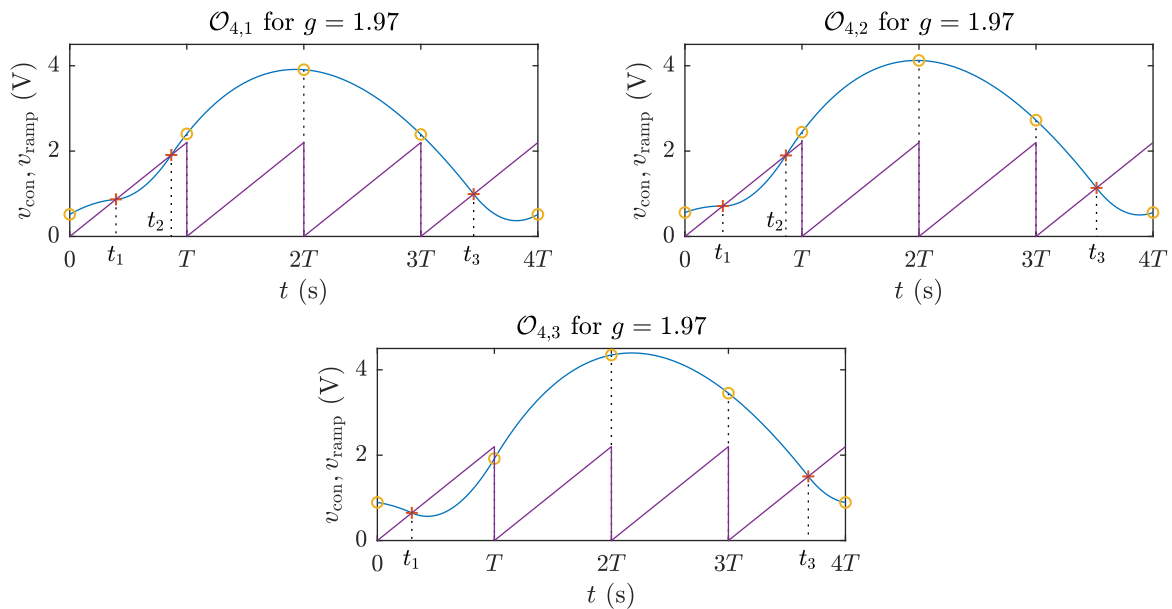 𝒪4,1 for g = 1.97
vcon, vramp (V)
4
2
0
t1
t2
t3
0 T 2T 3T 4T
t (s)
𝒪4,2 for g = 1.97
vcon, vramp (V)
4
2
0
t1
t2
t3
0 T 2T 3T 4T
t (s)
𝒪4,3 for g = 1.97
vcon, vramp (V)
4
2
0
t1
t3
0 T 2T 3T 4T
t (s)